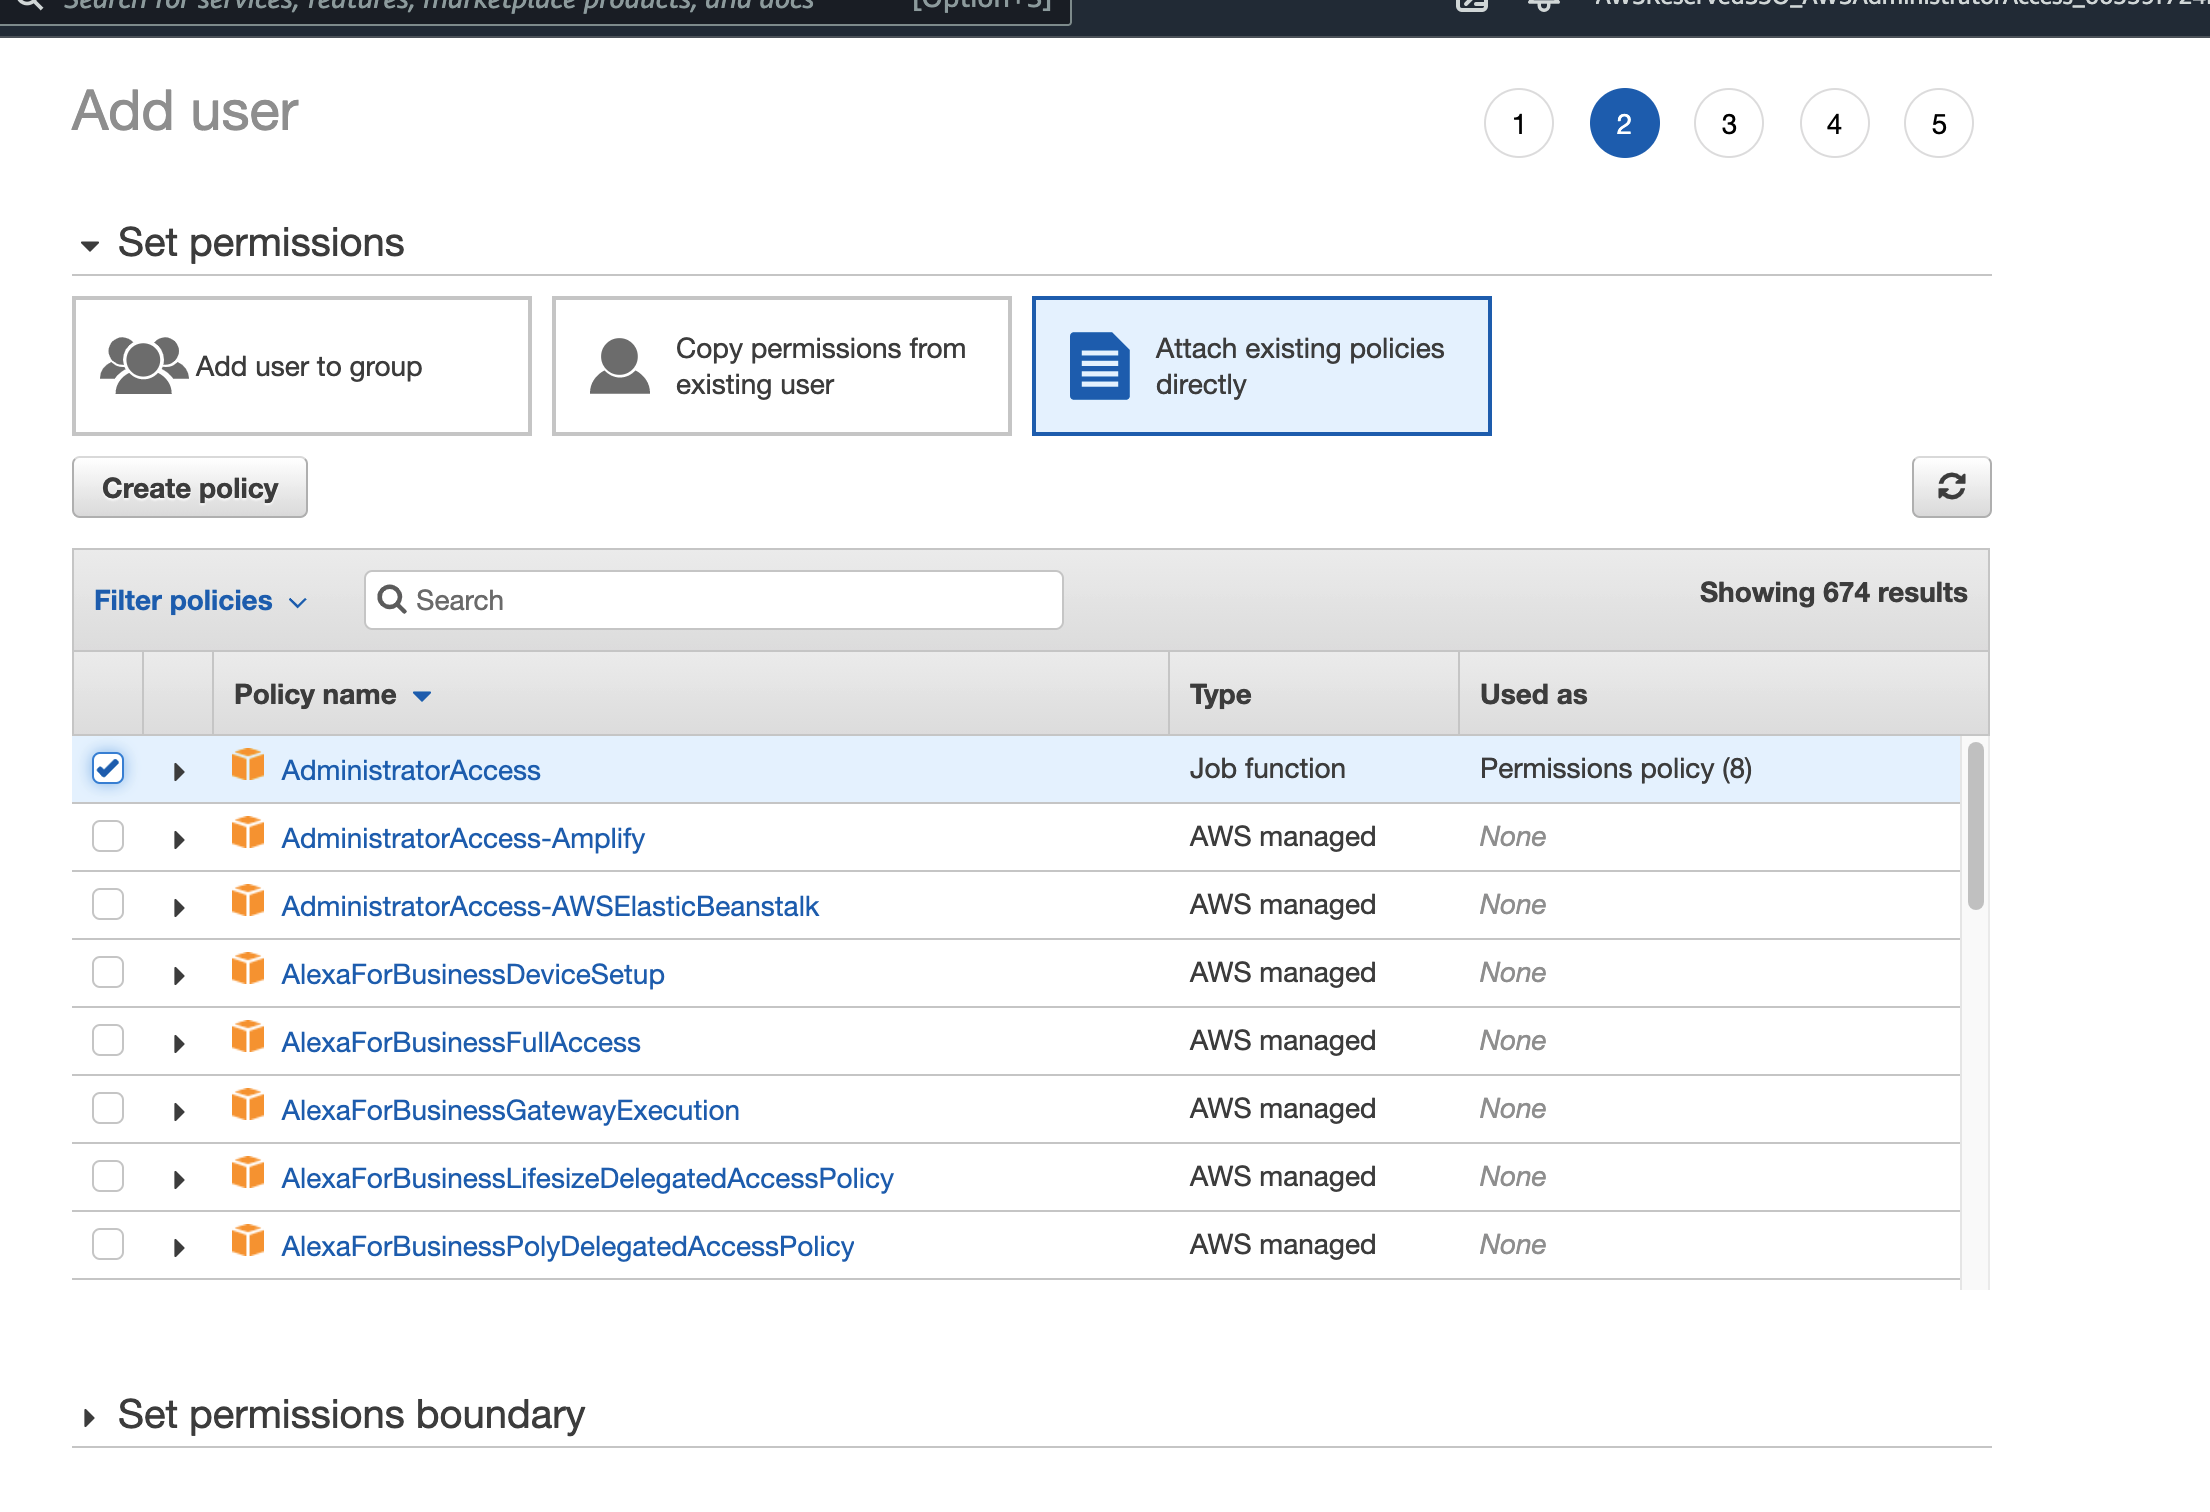 Search for services, features, marketplace products, and docs [Option+S]
Add user
1 2 3 4 5
Set permissions
Add user to group
Copy permissions from
existing user
Attach existing policies
directly
Create policy
Filter policies Search Showing 674 results
Policy name Type Used as
AdministratorAccess Job function Permissions policy (8)
AdministratorAccess-Amplify AWS managed None
AdministratorAccess-AWSElasticBeanstalk AWS managed None
AlexaForBusinessDeviceSetup AWS managed None
AlexaForBusinessFullAccess AWS managed None
AlexaForBusinessGatewayExecution AWS managed None
AlexaForBusinessLifesizeDelegatedAccessPolicy AWS managed None
AlexaForBusinessPolyDelegatedAccessPolicy AWS managed None
Set permissions boundary